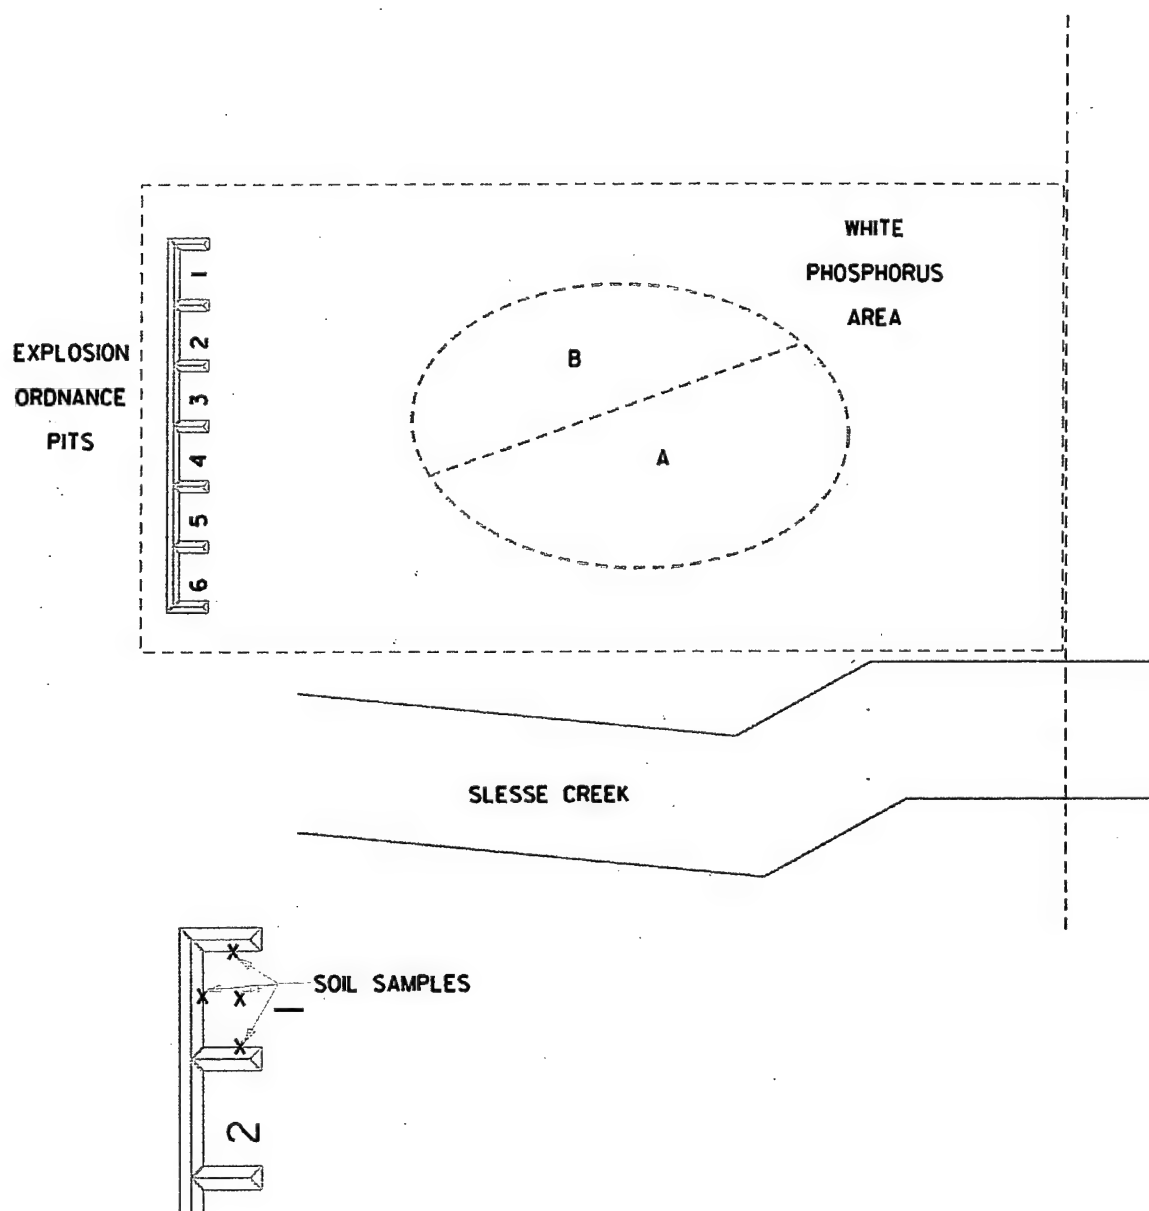 WHITE
PHOSPHORUS
AREA
EXPLOSION
ORDNANCE
PITS
1
2
3
4
5
6
B
A
SLESSE CREEK
X
X X
X
SOIL SAMPLES
1
2